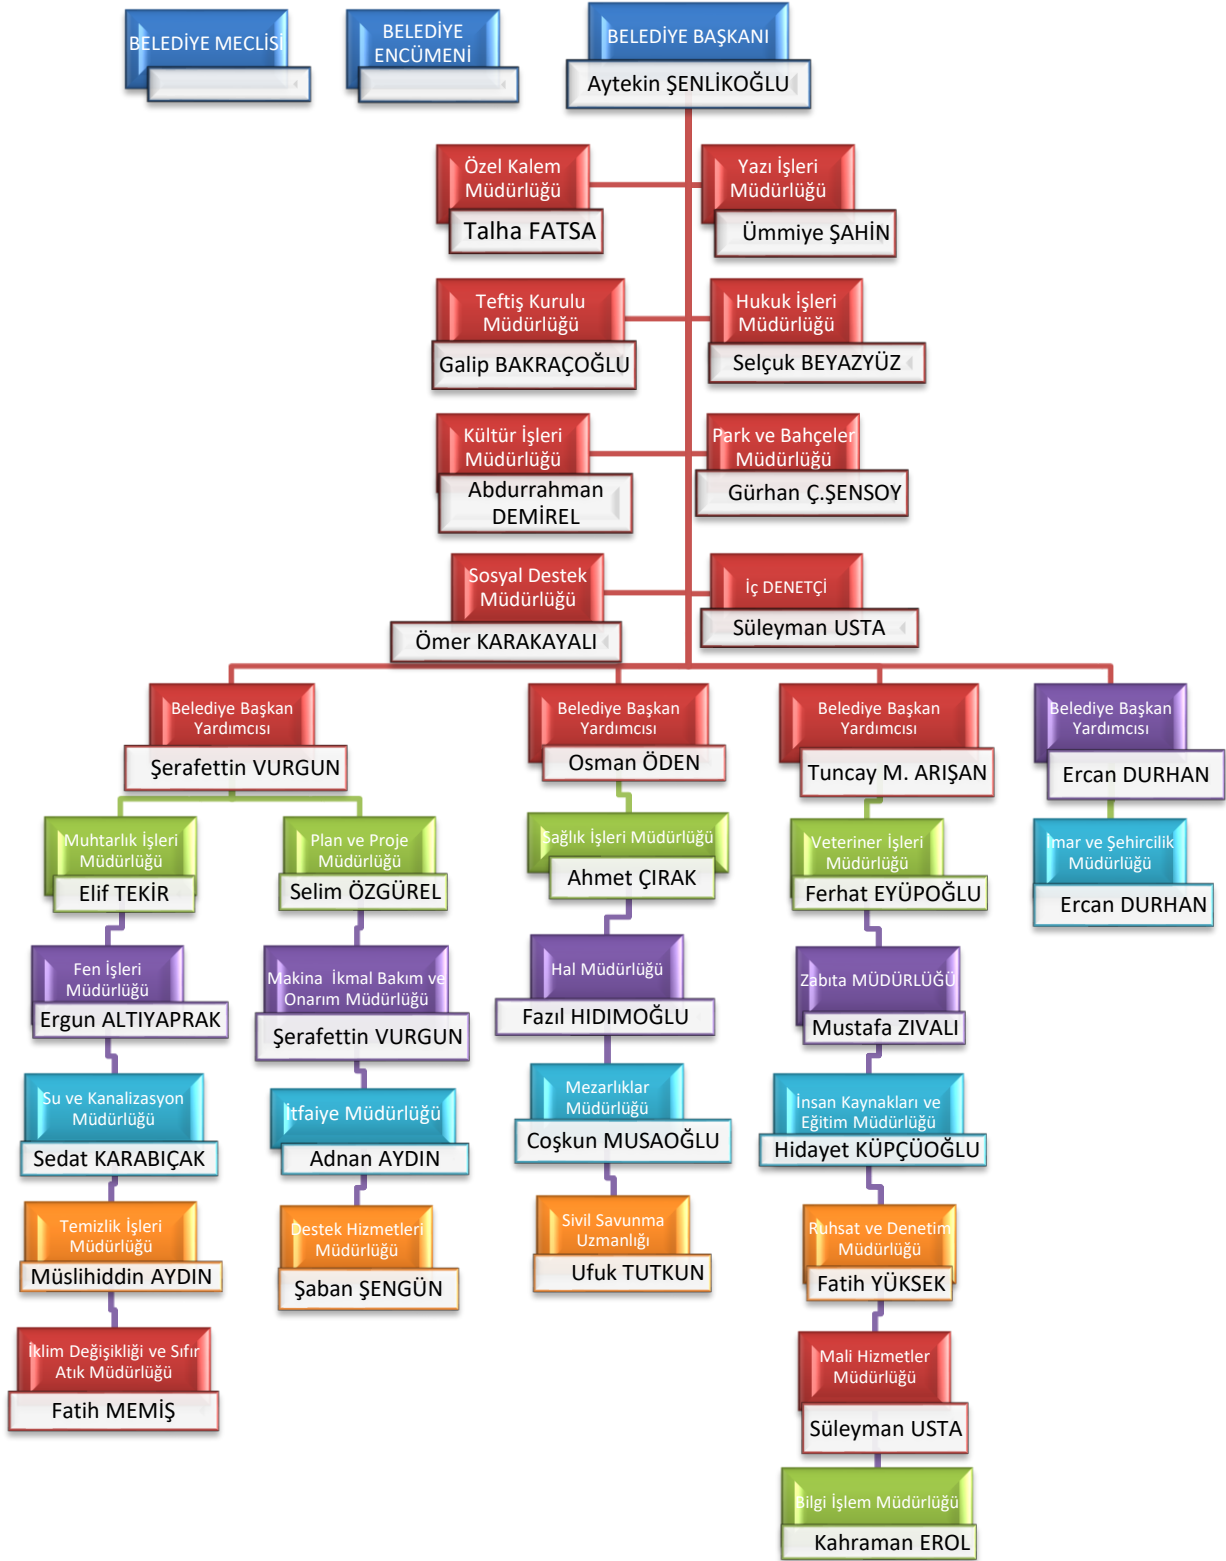 BELEDİYE MECLİSİ
BELEDİYE
ENCÜMENİ
BELEDİYE BAŞKANI
Aytekin ŞENLİKOĞLU
Özel Kalem
Müdürlüğü
Talha FATSA
Yazı İşleri
Müdürlüğü
Ümmiye ŞAHİN
Teftiş Kurulu
Müdürlüğü
Galip BAKRAÇOĞLU
Hukuk İşleri
Müdürlüğü
Selçuk BEYAZYÜZ
Kültür İşleri
Müdürlüğü
Abdurrahman
DEMİREL
Park ve Bahçeler
Müdürlüğü
Gürhan Ç.ŞENSOY
Sosyal Destek
Müdürlüğü
Ömer KARAKAYALI
İç DENETÇİ
Süleyman USTA
Belediye Başkan
Yardımcısı
Şerafettin VURGUN
Belediye Başkan
Yardımcısı
Osman ÖDEN
Belediye Başkan
Yardımcısı
Tuncay M. ARIŞAN
Belediye Başkan
Yardımcısı
Ercan DURHAN
Muhtarlık İşleri
Müdürlüğü
Elif TEKİR
Plan ve Proje
Müdürlüğü
Selim ÖZGÜREL
Sağlık İşleri Müdürlüğü
Ahmet ÇIRAK
Veteriner İşleri
Müdürlüğü
Ferhat EYÜPOĞLU
İmar ve Şehircilik
Müdürlüğü
Ercan DURHAN
Fen İşleri
Müdürlüğü
Ergun ALTIYAPRAK
Makina İkmal Bakım ve
Onarım Müdürlüğü
Şerafettin VURGUN
Hal Müdürlüğü
Fazıl HIDIMOĞLU
Zabıta MÜDÜRLÜĞÜ
Mustafa ZIVALI
Su ve Kanalizasyon
Müdürlüğü
Sedat KARABIÇAK
İtfaiye Müdürlüğü
Adnan AYDIN
Mezarlıklar
Müdürlüğü
Coşkun MUSAOĞLU
İnsan Kaynakları ve
Eğitim Müdürlüğü
Hidayet KÜPÇÜOĞLU
Temizlik İşleri
Müdürlüğü
Müslihiddin AYDIN
Destek Hizmetleri
Müdürlüğü
Şaban ŞENGÜN
Sivil Savunma
Uzmanlığı
Ufuk TUTKUN
Ruhsat ve Denetim
Müdürlüğü
Fatih YÜKSEK
İklim Değişikliği ve Sıfır
Atık Müdürlüğü
Fatih MEMİŞ
Mali Hizmetler
Müdürlüğü
Süleyman USTA
Bilgi İşlem Müdürlüğü
Kahraman EROL